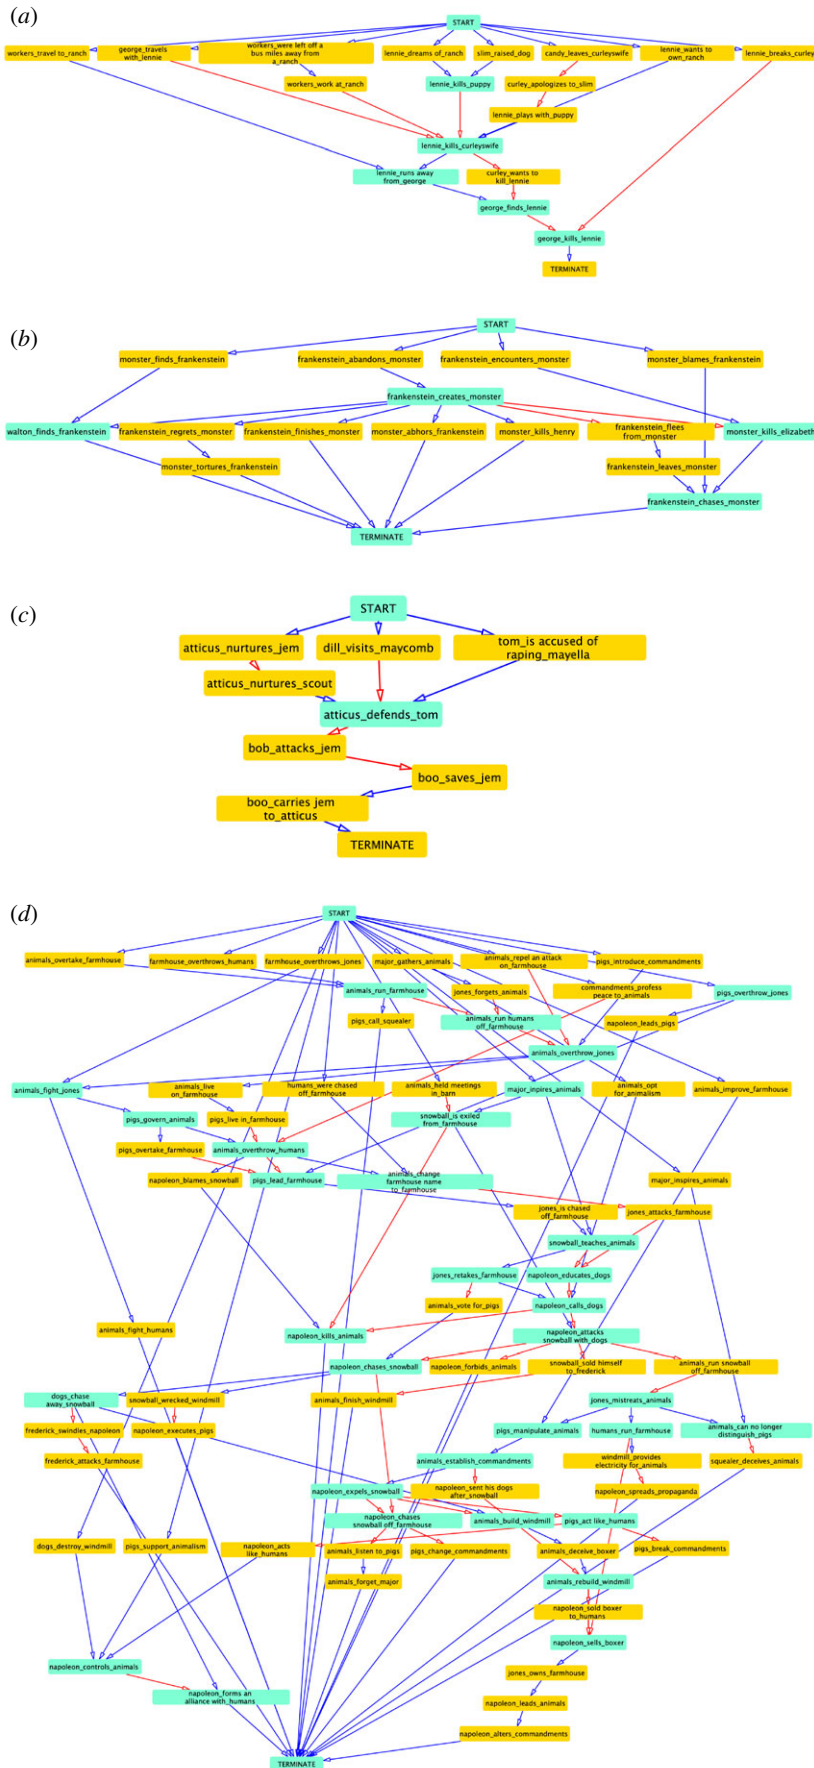 (a)
START
workers_travel to_ranch
george_travels
with_lennie
workers_were left off a
bus miles away from
a_ranch
lennie_dreams of_ranch
slim_raised_dog
candy_leaves_curleyswife
lennie_wants to
own_ranch
lennie_breaks_curley
workers_work at_ranch
lennie_kills_puppy
curley_apologizes to_slim
lennie_plays with_puppy
lennie_kills_curleyswife
lennie_runs away
from_george
curley_wants to
kill_lennie
george_finds_lennie
george_kills_lennie
TERMINATE
(b)
START
monster_finds_frankenstein
frankenstein_abandons_monster
frankenstein_encounters_monster
monster_blames_frankenstein
frankenstein_creates_monster
walton_finds_frankenstein
frankenstein_regrets_monster
frankenstein_finishes_monster
monster_abhors_frankenstein
monster_kills_henry
frankenstein_flees
from_monster
monster_kills_elizabeth
monster_tortures_frankenstein
frankenstein_leaves_monster
frankenstein_chases_monster
TERMINATE
(c)
START
atticus_nurtures_jem
dill_visits_maycomb
tom_is accused of
raping_mayella
atticus_nurtures_scout
atticus_defends_tom
bob_attacks_jem
boo_saves_jem
boo_carries jem
to_atticus
TERMINATE
(d)
START
animals_overtake_farmhouse
farmhouse_overthrows_humans
farmhouse_overthrows_jones
major_gathers_animals
animals_repel an attack
on_farmhouse
pigs_introduce_commandments
animals_run_farmhouse
jones_forgets_animals
commandments_profess
peace to_animals
pigs_overthrow_jones
pigs_call_squealer
animals_run humans
off_farmhouse
napoleon_leads_pigs
animals_overthrow_jones
animals_fight_jones
animals_live
on_farmhouse
humans_were chased
off_farmhouse
animals_held meetings
in_barn
major_inpires_animals
animals_opt
for_animalism
animals_improve_farmhouse
pigs_govern_animals
pigs_live in_farmhouse
snowball_is exiled
from_farmhouse
pigs_overtake_farmhouse
animals_overthrow_humans
napoleon_blames_snowball
pigs_lead_farmhouse
animals_change
farmhouse name
to_farmhouse
major_inspires_animals
jones_is chased
off_farmhouse
jones_attacks_farmhouse
snowball_teaches_animals
jones_retakes_farmhouse
napoleon_educates_dogs
animals_vote for_pigs
napoleon_calls_dogs
animals_fight_humans
napoleon_kills_animals
napoleon_attacks
snowball with_dogs
napoleon_chases_snowball
napoleon_forbids_animals
snowball_sold himself
to_frederick
animals_run snowball
off_farmhouse
dogs_chase
away_snowball
snowball_wrecked_windmill
animals_finish_windmill
jones_mistreats_animals
frederick_swindles_napoleon
napoleon_executes_pigs
pigs_manipulate_animals
humans_run_farmhouse
animals_can no longer
distinguish_pigs
frederick_attacks_farmhouse
animals_establish_commandments
windmill_provides
electricity for_animals
squealer_deceives_animals
napoleon_expels_snowball
napoleon_sent his dogs
after_snowball
napoleon_spreads_propaganda
napoleon_chases
snowball off_farmhouse
animals_build_windmill
pigs_act like_humans
dogs_destroy_windmill
pigs_support_animalism
napoleon_acts
like_humans
animals_listen to_pigs
pigs_change_commandments
animals_deceive_boxer
pigs_break_commandments
animals_forget_major
animals_rebuild_windmill
napoleon_sold boxer
to_humans
napoleon_sells_boxer
napoleon_controls_animals
jones_owns_farmhouse
napoleon_forms an
alliance with_humans
napoleon_leads_animals
napoleon_alters_commandments
TERMINATE